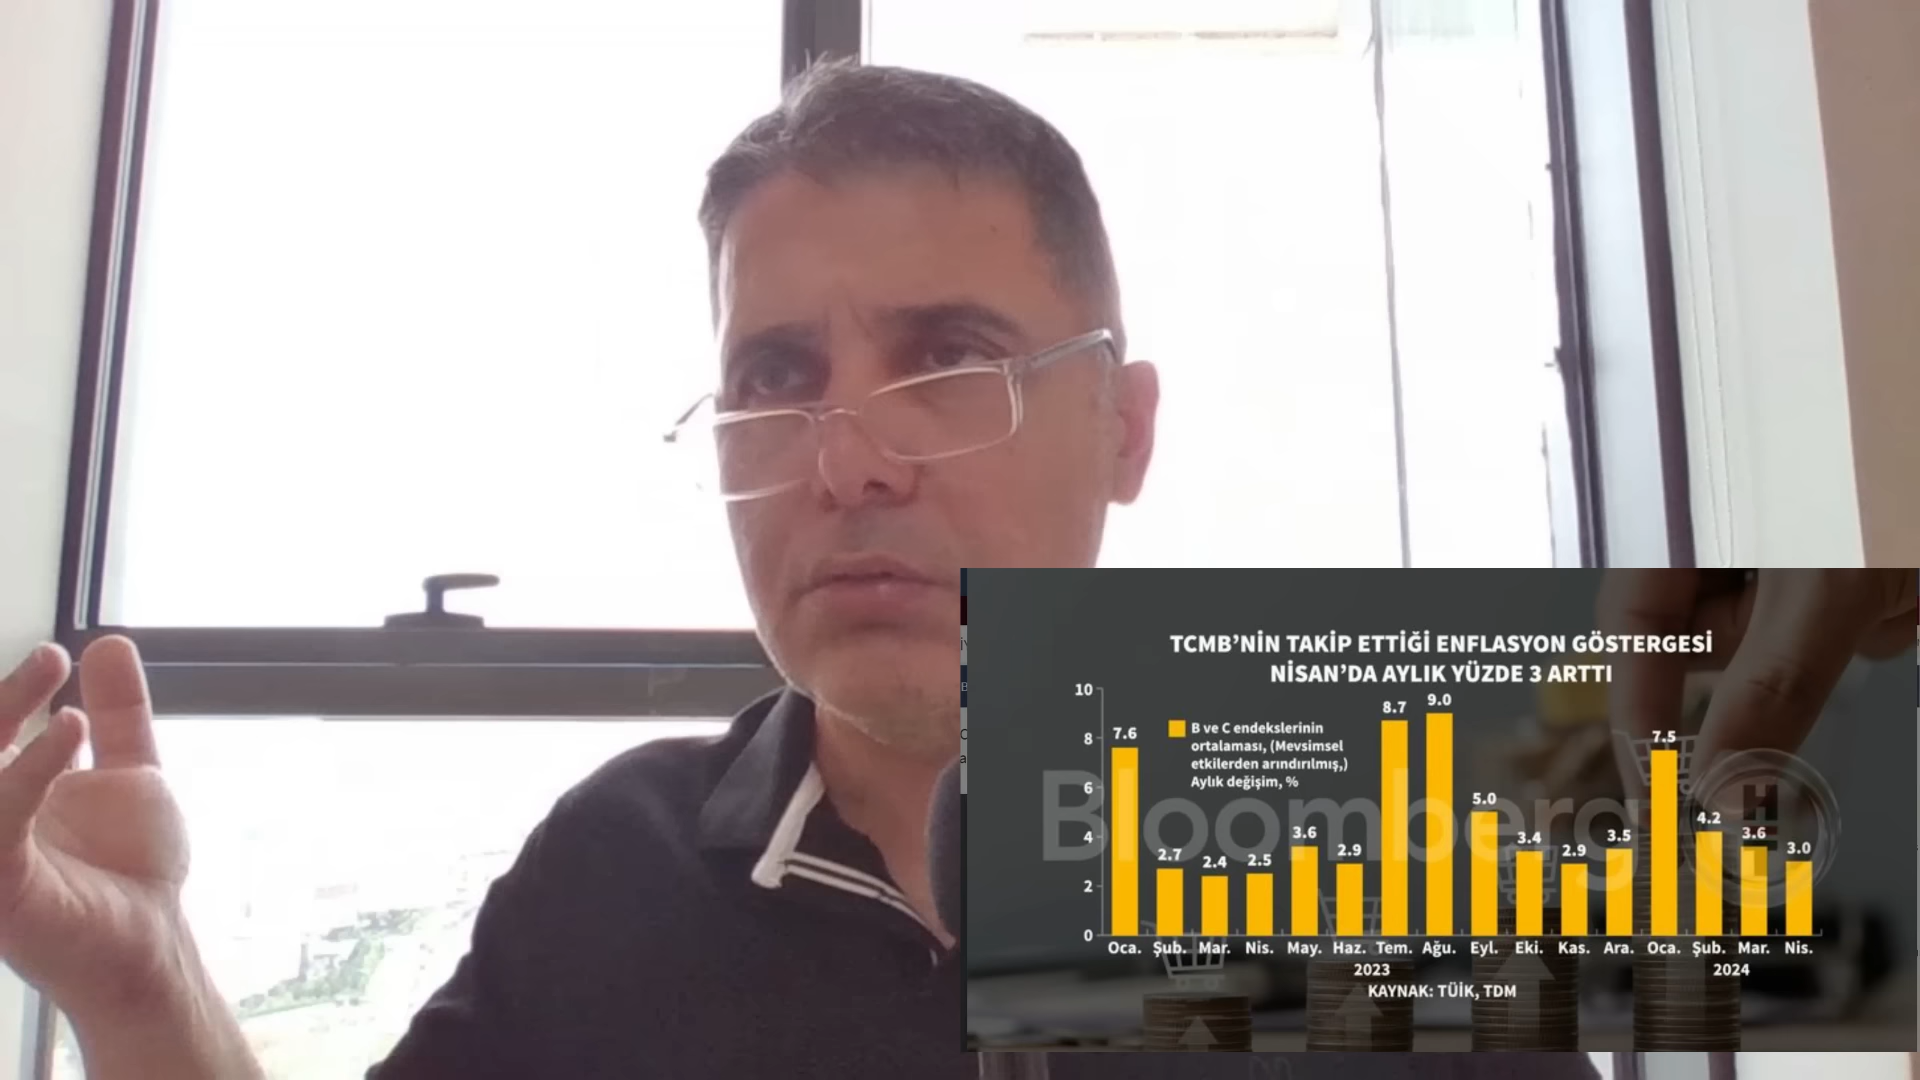 TCMB'NİN TAKİP ETTİĞİ ENFLASYON GÖSTERGESİ
NİSAN'DA AYLIK YÜZDE 3 ARTTI
B ve C endekslerinin
ortalaması, (Mevsimsel
etkilerden arındırılmış,)
Aylık değişim, %
10
8
6
4
2
0
7.6 2.7 2.4 2.5 3.6 2.9 8.7 9.0 5.0 3.4 2.9 3.5 7.5 4.2 3.6 3.0
Bloomberg HT
Oca. Şub. Mar. Nis. May. Haz. Tem. Ağu. Eyl. Eki. Kas. Ara. Oca. Şub. Mar. Nis.
2023 2024
KAYNAK: TÜİK, TDM